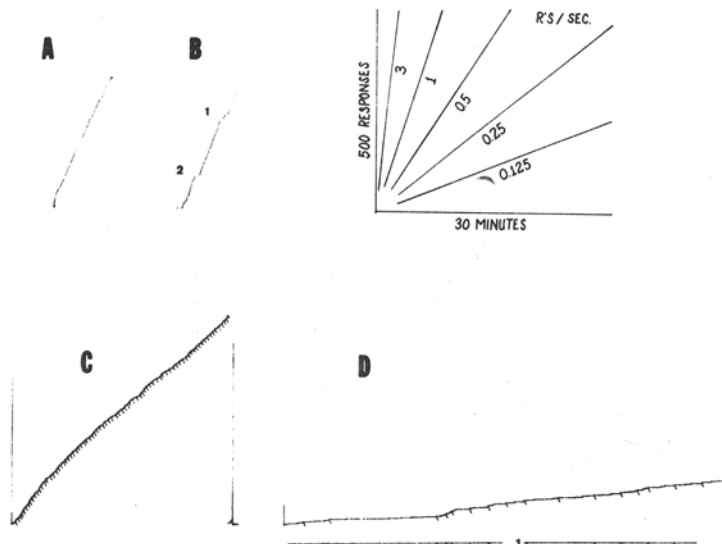 A
B
1
2
R'S/ SEC.
500 RESPONSES
3
1
0.5
0.25
0.125
30 MINUTES
C
D
1